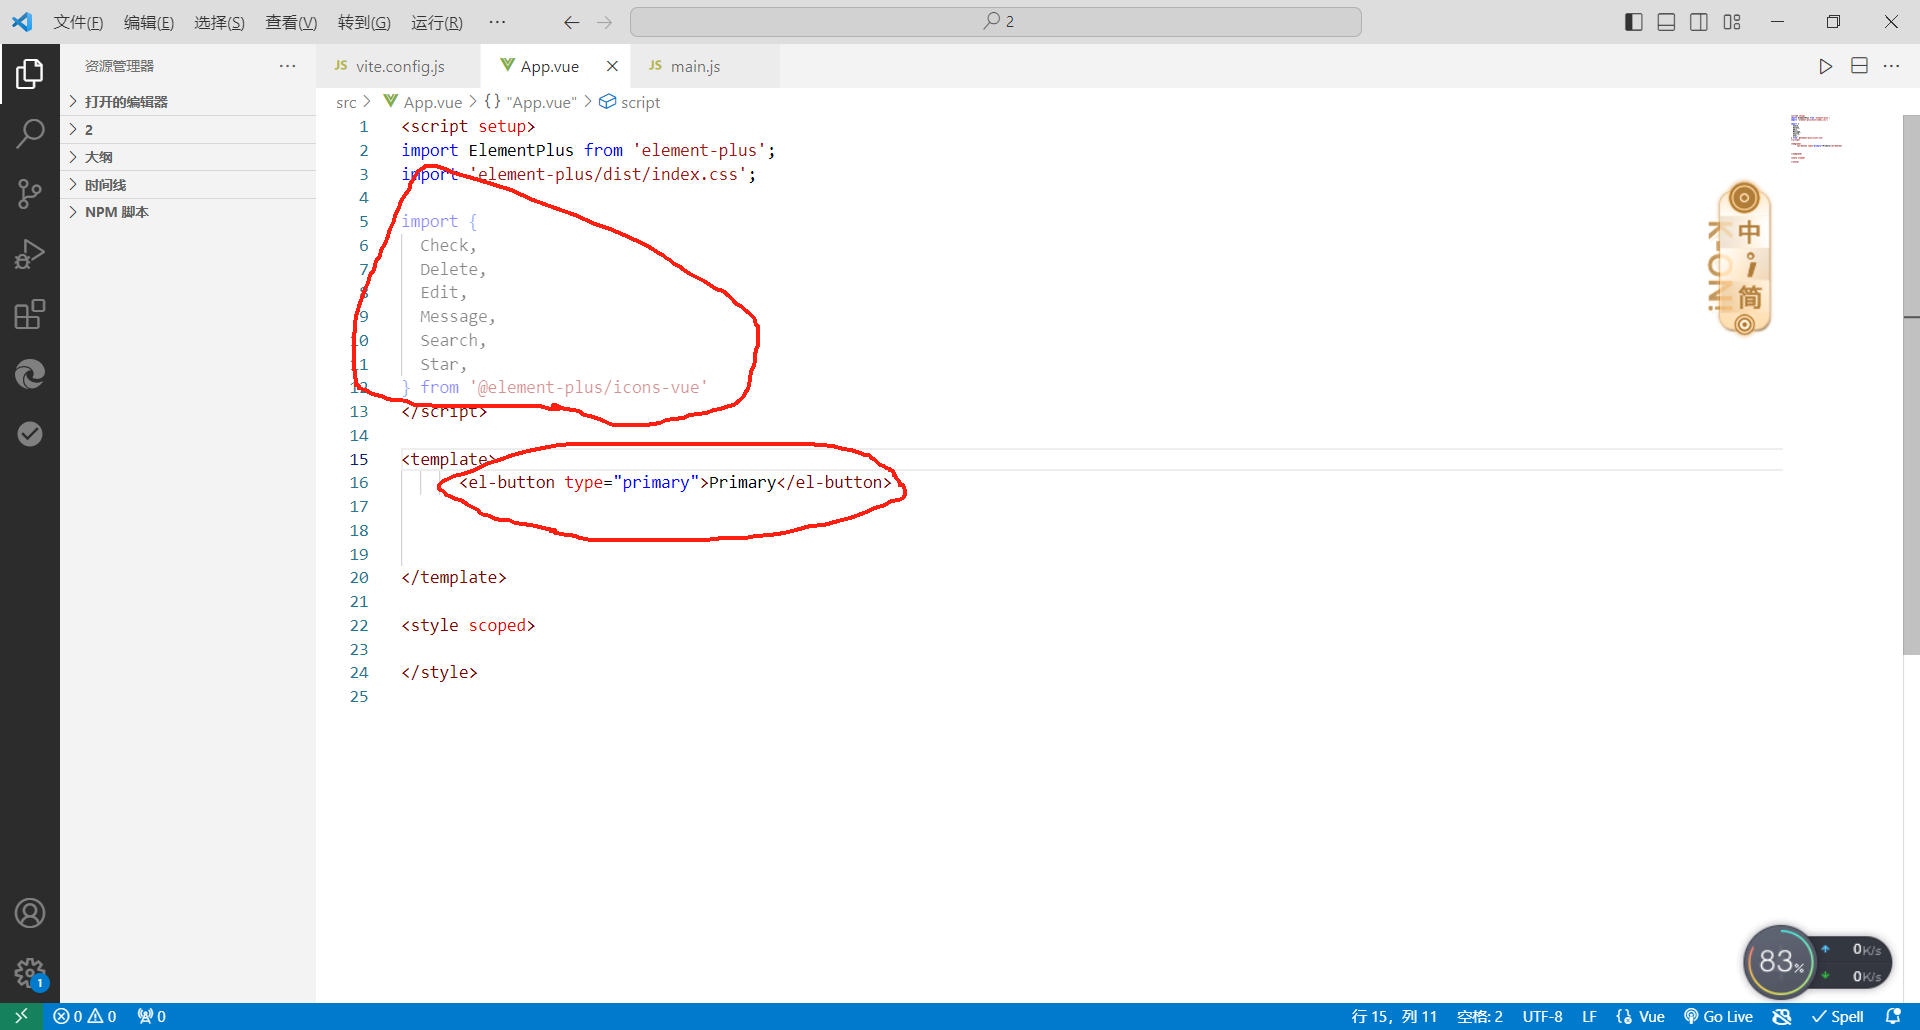 文件(F) 编辑(E) 选择(S) 查看(V) 转到(G) 运行(R) ··· 2
资源管理器 ···
JS vite.config.js App.vue JS main.js ···
打开的编辑器
2
大纲
时间线
NPM 脚本
src > App.vue > {} "App.vue" > script
1 <script setup>
2 import ElementPlus from 'element-plus';
3 import 'element-plus/dist/index.css';
4
5 import {
6 Check,
7 Delete,
8 Edit,
9 Message,
10 Search,
11 Star,
12 } from '@element-plus/icons-vue'
13 </script>
14
15 <template>
16 <el-button type="primary">Primary</el-button>
17
18
19
20 </template>
21
22 <style scoped>
23
24 </style>
25
中
简
83%
0K/s
0K/s
1
0 0 0
行 15，列 11 空格: 2 UTF-8 LF {} Vue Go Live Spell